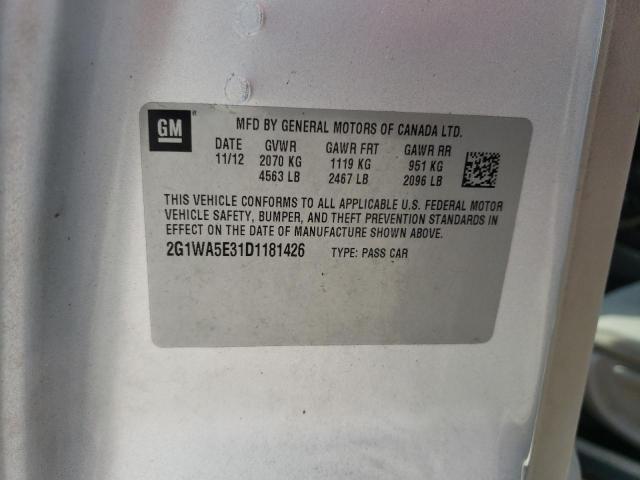 GM ®
MFD BY GENERAL MOTORS OF CANADA LTD.
DATE GVWR GAWR FRT GAWR RR
11/12 2070 KG 1119 KG 951 KG
4563 LB 2467 LB 2096 LB
THIS VEHICLE CONFORMS TO ALL APPLICABLE U.S. FEDERAL MOTOR
VEHICLE SAFETY, BUMPER, AND THEFT PREVENTION STANDARDS IN
EFFECT ON THE DATE OF MANUFACTURE SHOWN ABOVE.
2G1WA5E31D1181426 TYPE: PASS CAR